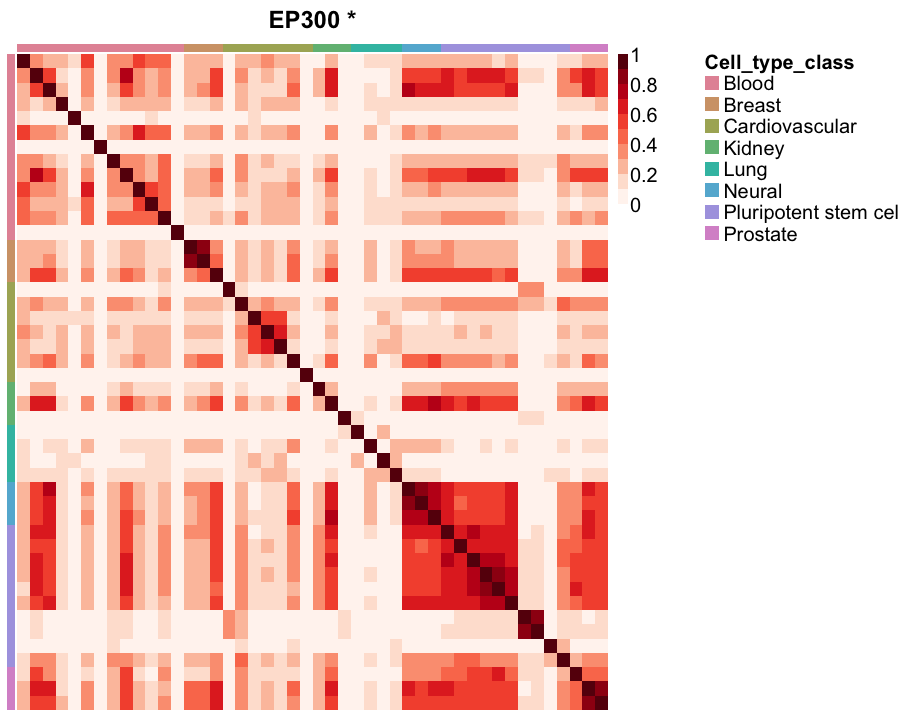 EP300 *
1
0.8
0.6
0.4
0.2
0
Cell_type_class
Blood
Breast
Cardiovascular
Kidney
Lung
Neural
Pluripotent stem cel
Prostate